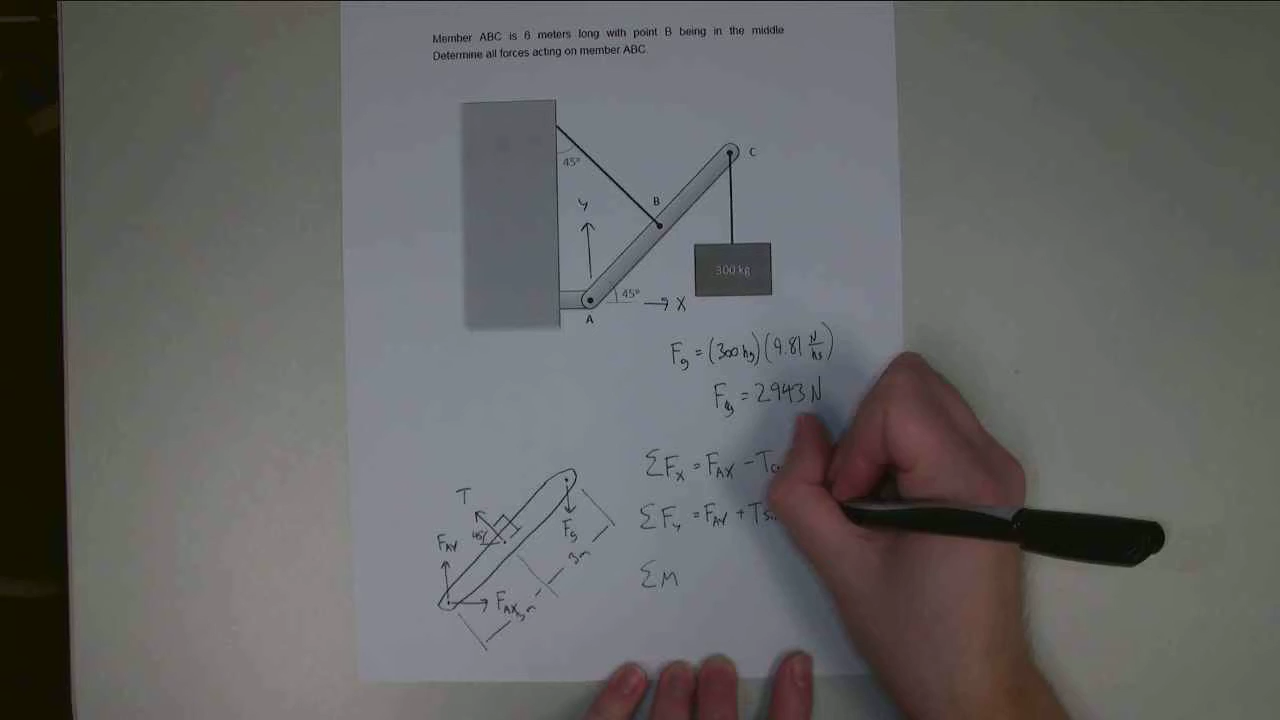 Member ABC is 6 meters long with point B being in the middle
Determine all forces acting on member ABC.
45°
C
B
y
300 kg
45°
X
A
Fg = (300 kg)(9.81 N/kg)
Fg = 2943 N
ΣFx = FAX - T
T
ΣFy = FAY + T
Fg
FAY
45°
3m
ΣM
FAX
3m